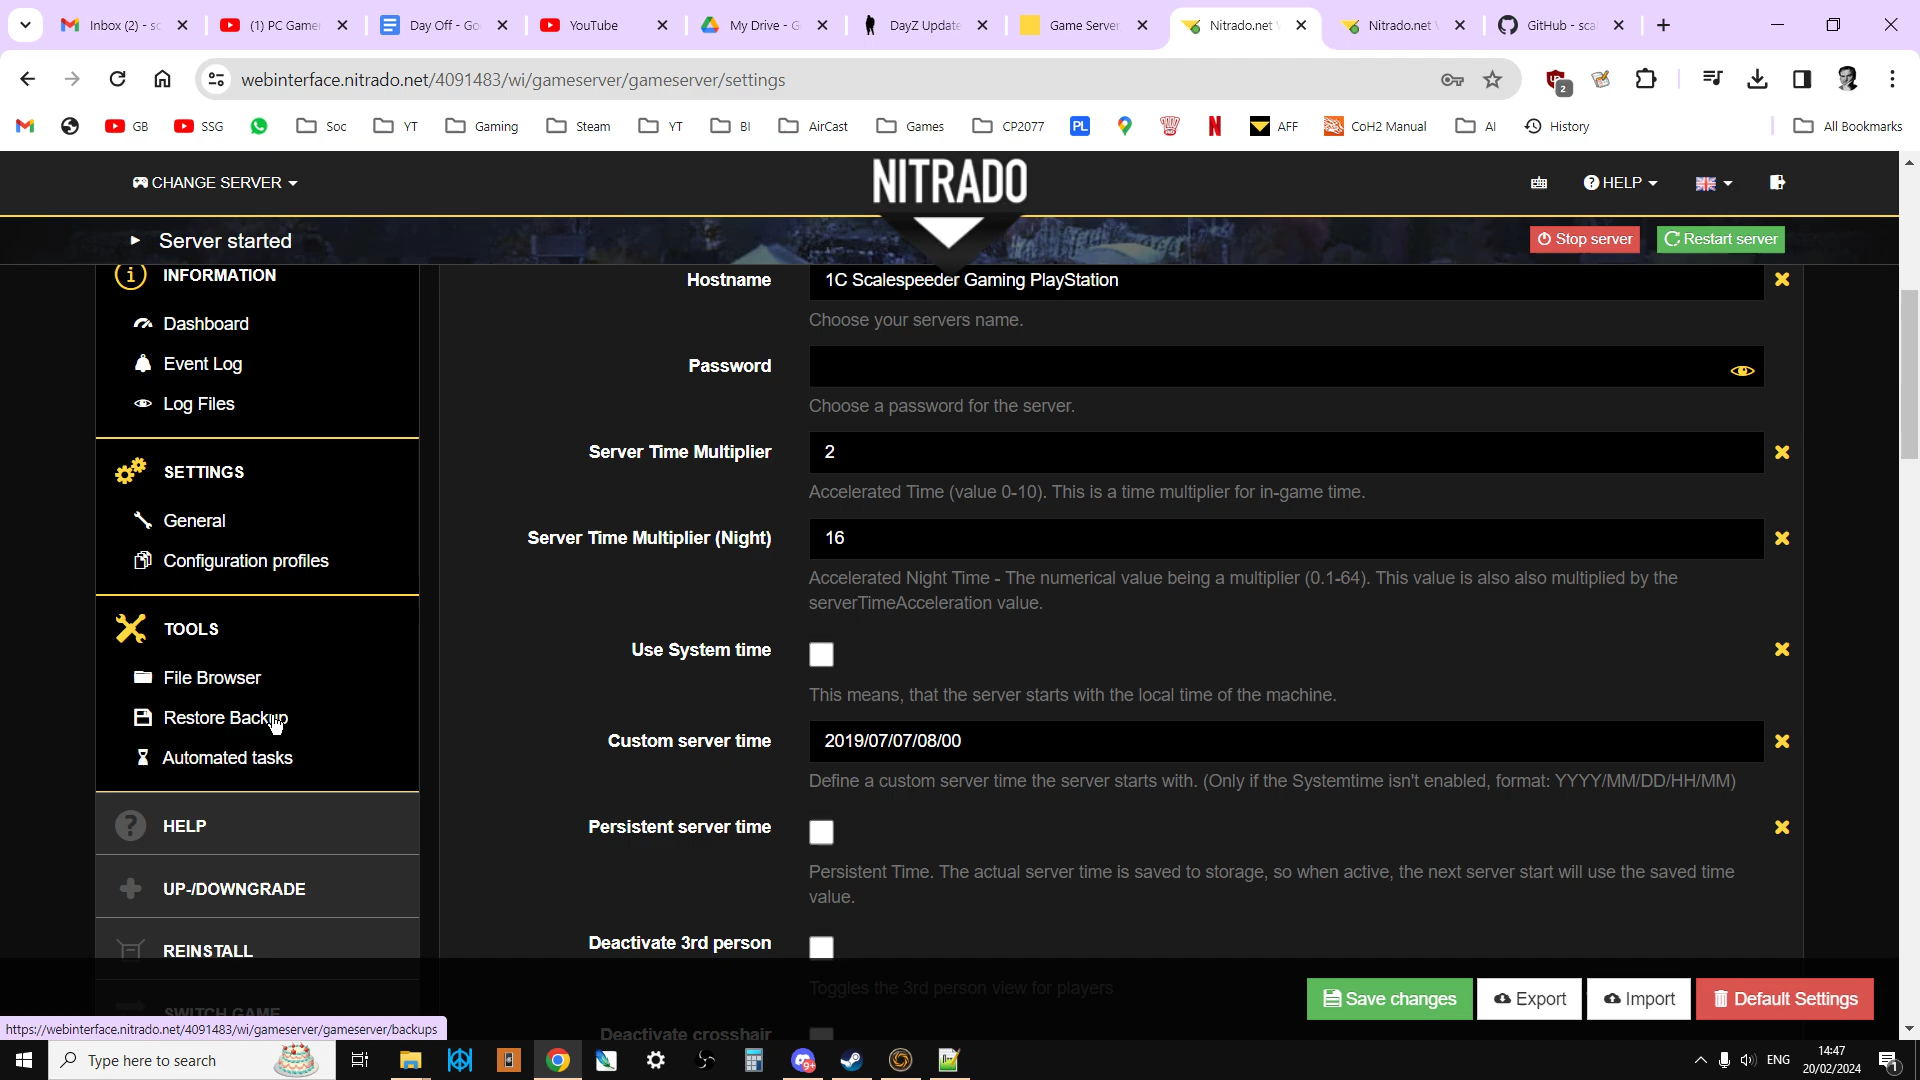 Inbox (2) - sc
(1) PC Game
Day Off - Go
YouTube
My Drive - G
DayZ Update
Game Server
Nitrado.net
Nitrado.net
GitHub - sca
webinterface.nitrado.net/4091483/wi/gameserver/gameserver/settings
2
GB
SSG
Soc
YT
Gaming
Steam
YT
BI
AirCast
Games
CP2077
PL
AFF
CoH2 Manual
AI
History
All Bookmarks
CHANGE SERVER
NITRADO
HELP
Server started
Stop server
Restart server
INFORMATION
Dashboard
Event Log
Log Files
SETTINGS
General
Configuration profiles
TOOLS
File Browser
Restore Backup
Automated tasks
HELP
UP-/DOWNGRADE
REINSTALL
SWITCH GAME
Hostname
1C Scalespeeder Gaming PlayStation
Choose your servers name.
Password
Choose a password for the server.
Server Time Multiplier
2
Accelerated Time (value 0-10). This is a time multiplier for in-game time.
Server Time Multiplier (Night)
16
Accelerated Night Time - The numerical value being a multiplier (0.1-64). This value is also also multiplied by the
serverTimeAcceleration value.
Use System time
This means, that the server starts with the local time of the machine.
Custom server time
2019/07/07/08/00
Define a custom server time the server starts with. (Only if the Systemtime isn't enabled, format: YYYY/MM/DD/HH/MM)
Persistent server time
Persistent Time. The actual server time is saved to storage, so when active, the next server start will use the saved time
value.
Deactivate 3rd person
Toggles the 3rd person view for players
Deactivate crosshair
Save changes
Export
Import
Default Settings
https://webinterface.nitrado.net/4091483/wi/gameserver/gameserver/backups
Type here to search
9+
ENG
14:47
20/02/2024
1